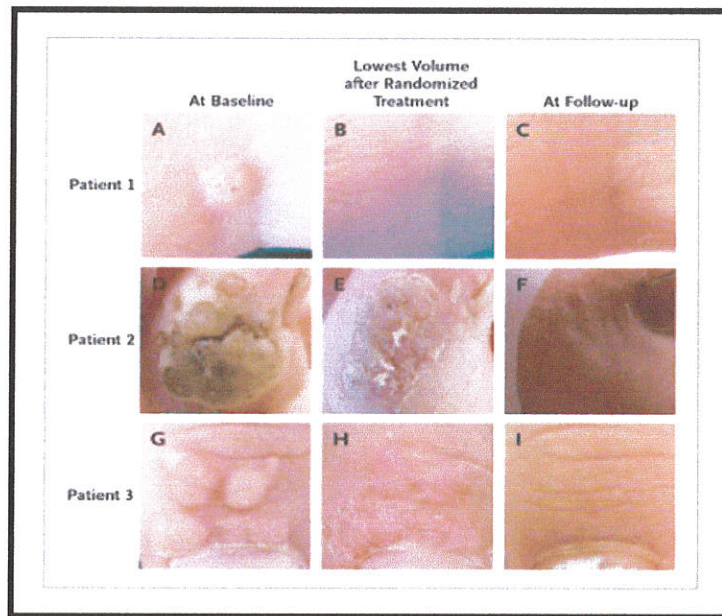 Lowest Volume
after Randomized
Treatment
At Baseline
At Follow-up
A
B
C
Patient 1
D
E
F
Patient 2
G
H
I
Patient 3